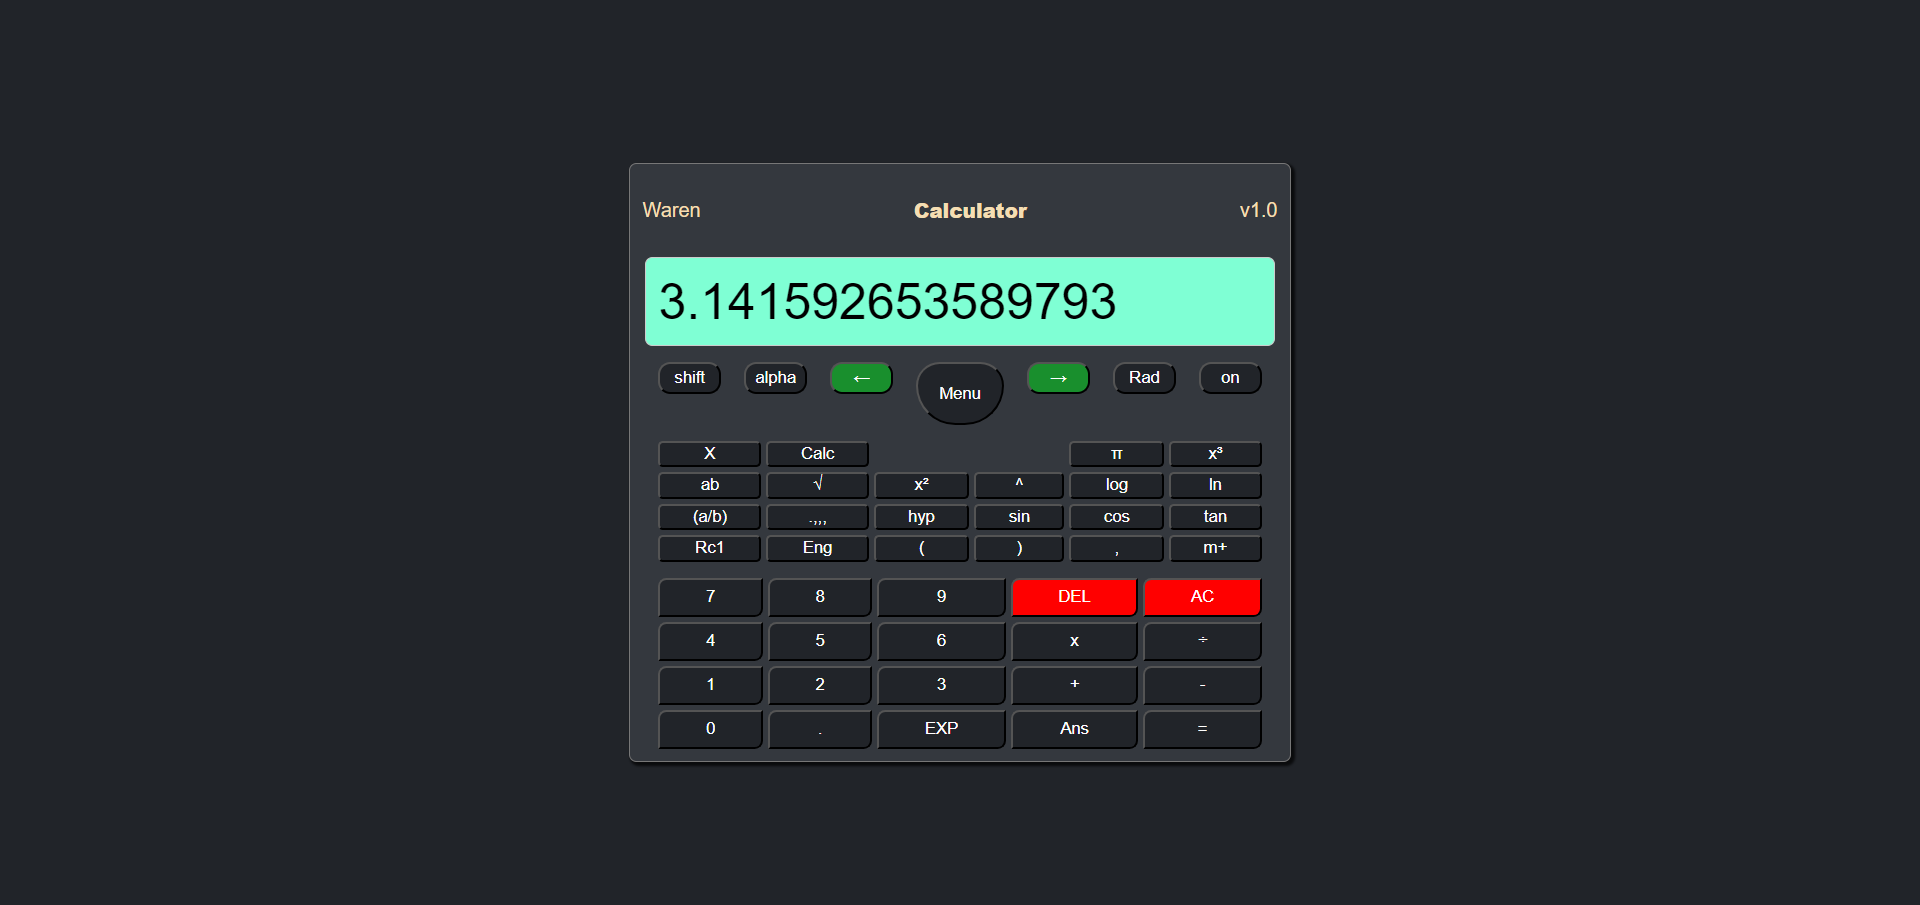 Waren Calculator v1.0
3.141592653589793
shift alpha ← Menu → Rad on
X Calc π x³
ab √ x² ^ log ln
(a/b) .,,, hyp sin cos tan
Rc1 Eng ( ) , m+
7 8 9 DEL AC
4 5 6 x ÷
1 2 3 + -
0 . EXP Ans =